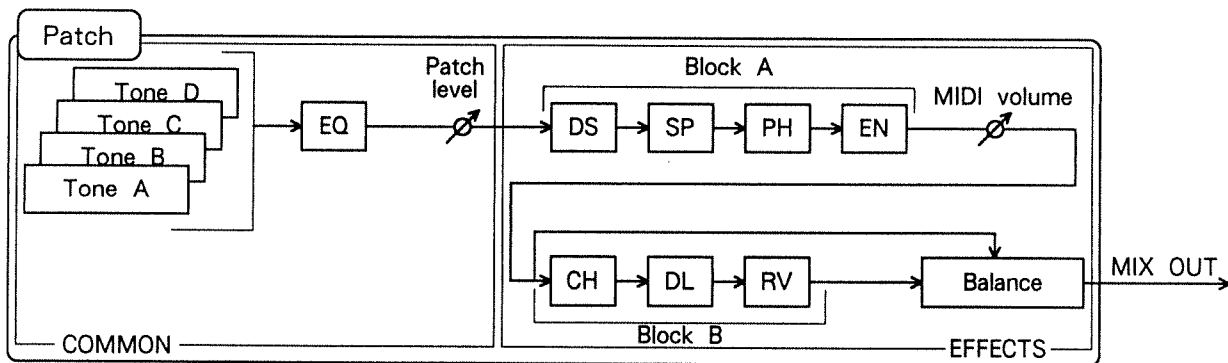 Patch
Tone D
Tone C
Tone B
Tone A
EQ
Patch
level
Block A
DS
SP
PH
EN
MIDI volume
CH
DL
RV
Balance
MIX OUT
Block B
COMMON
EFFECTS